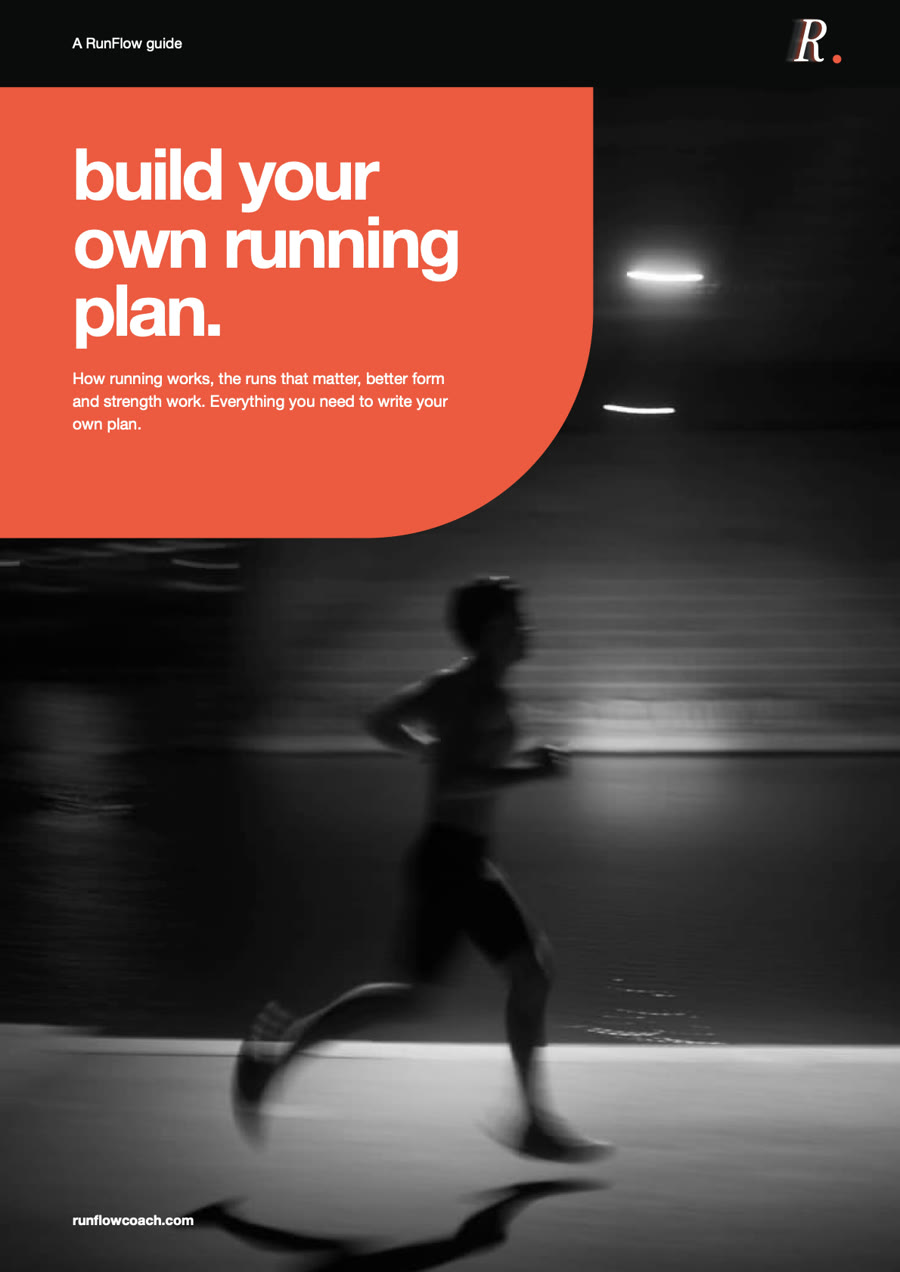 A RunFlow guide
R.
build your
own running
plan.
How running works, the runs that matter, better form
and strength work. Everything you need to write your
own plan.
runflowcoach.com